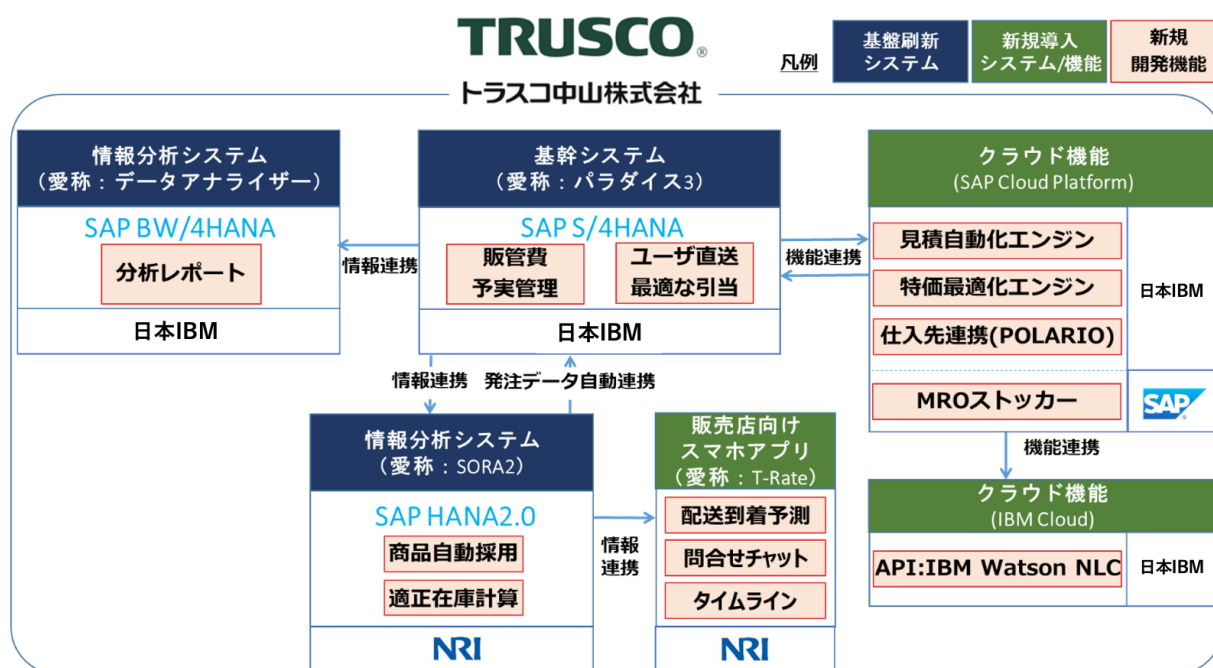 TRUSCO®
トラスコ中山株式会社
凡例
基盤刷新
システム
新規導入
システム/機能
新規
開発機能
情報分析システム
(愛称:データアナライザー)
SAP BW/4HANA
分析レポート
日本IBM
情報連携
基幹システム
(愛称:パラダイス3)
SAP S/4HANA
販管費
予実管理
ユーザ直送
最適な引当
日本IBM
機能連携
クラウド機能
(SAP Cloud Platform)
見積自動化エンジン
特価最適化エンジン
仕入先連携(POLARIO)
日本IBM
MROストッカー
SAP
情報連携
発注データ自動連携
機能連携
情報分析システム
(愛称:SORA2)
SAP HANA2.0
商品自動採用
適正在庫計算
NRI
情報
連携
販売店向け
スマホアプリ
(愛称:T-Rate)
配送到着予測
問合せチャット
タイムライン
NRI
クラウド機能
(IBM Cloud)
API:IBM Watson NLC
日本IBM